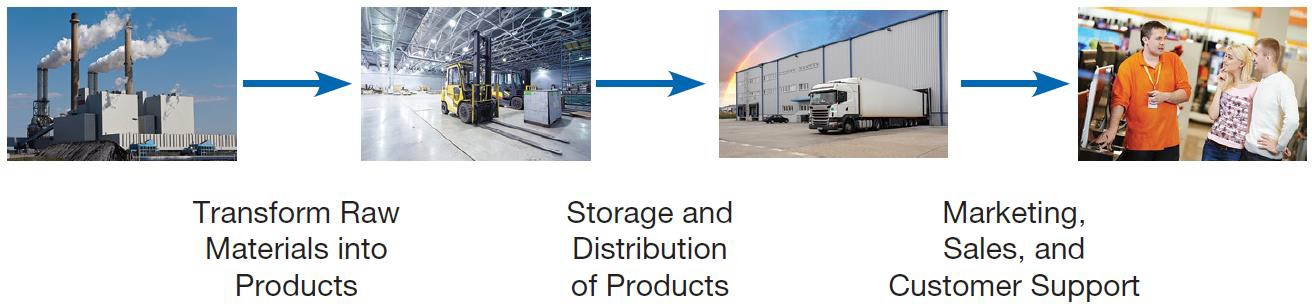 Transform Raw
Materials into
Products
Storage and
Distribution
of Products
Marketing,
Sales, and
Customer Support